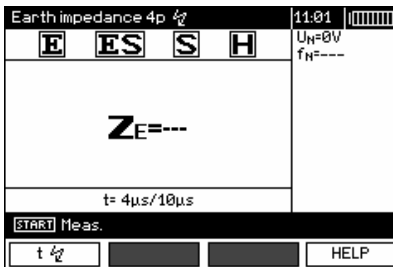 Earth impedance 4p
11:01
E ES S H
UN=0V
fN=---
ZE=---
t= 4µs/10µs
START Meas.
t
HELP